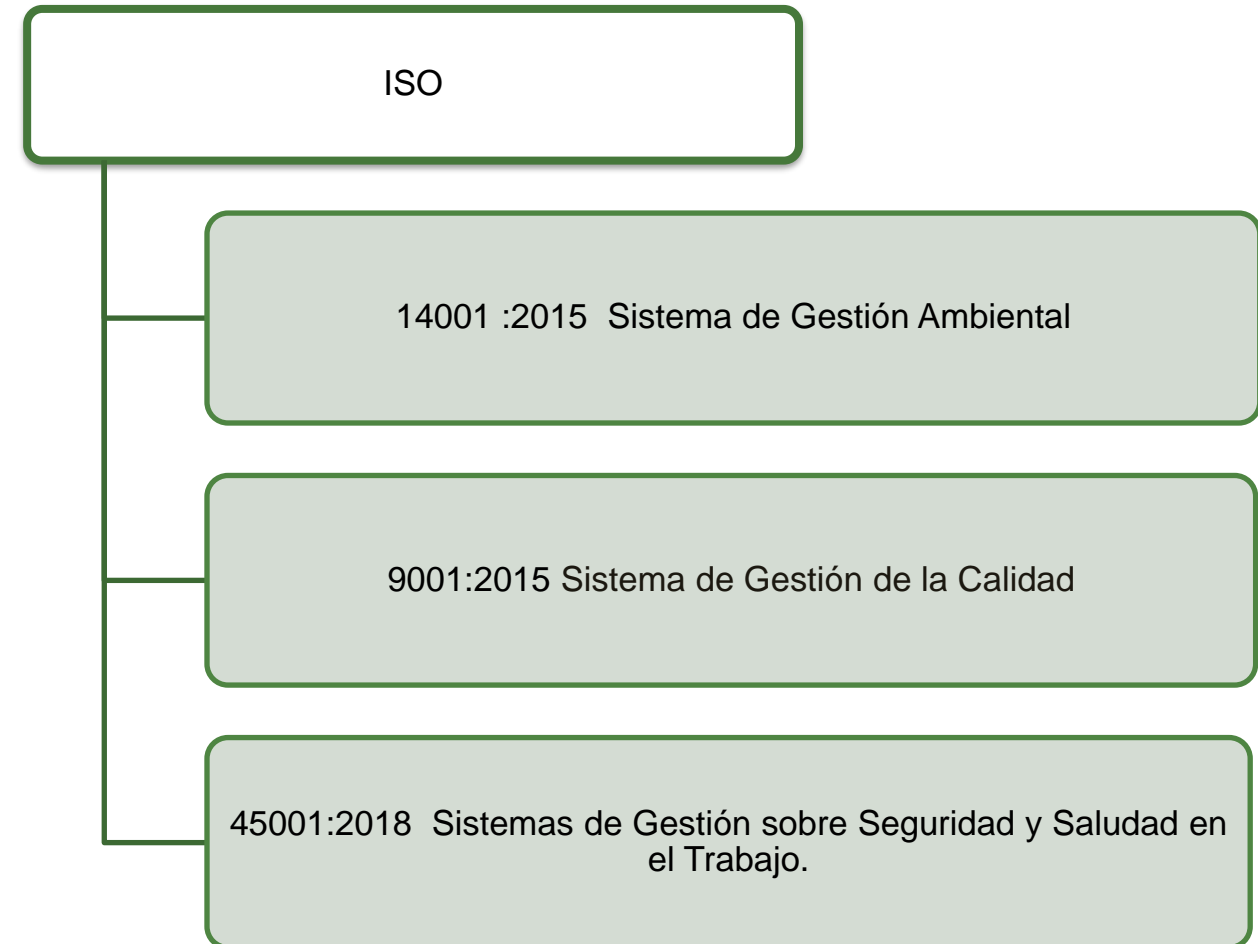 ISO
14001 :2015  Sistema de Gestión Ambiental
9001:2015 Sistema de Gestión de la Calidad
45001:2018  Sistemas de Gestión sobre Seguridad y Saludad en
el Trabajo.